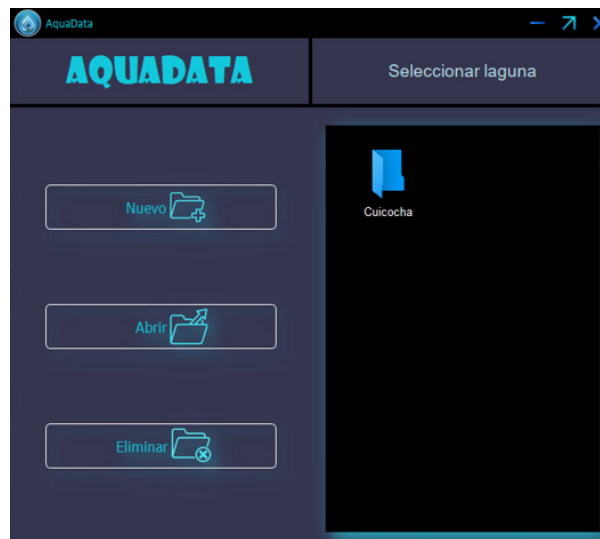 AquaData
AQUADATA
Seleccionar laguna
Nuevo
Abrir
Eliminar
Cuicocha